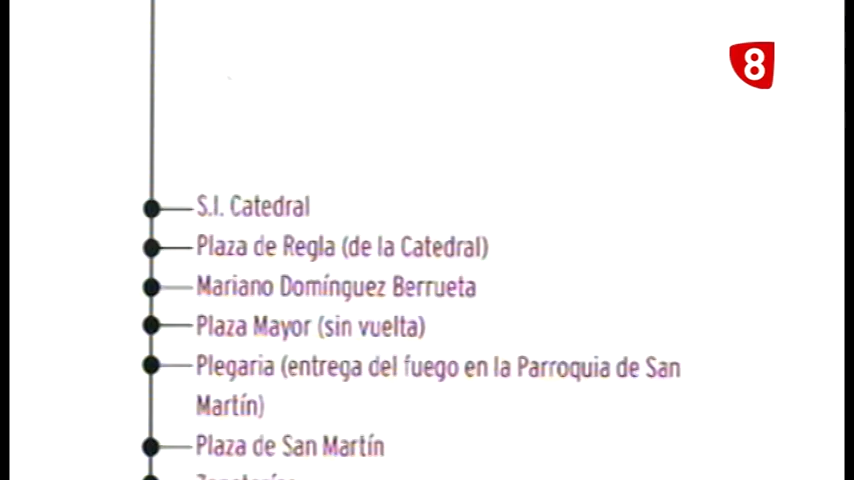 8
S.I. Catedral
Plaza de Regla (de la Catedral)
Mariano Domínguez Berrueta
Plaza Mayor (sin vuelta)
Plegaria (entrega del fuego en la Parroquia de San
Martín)
Plaza de San Martín